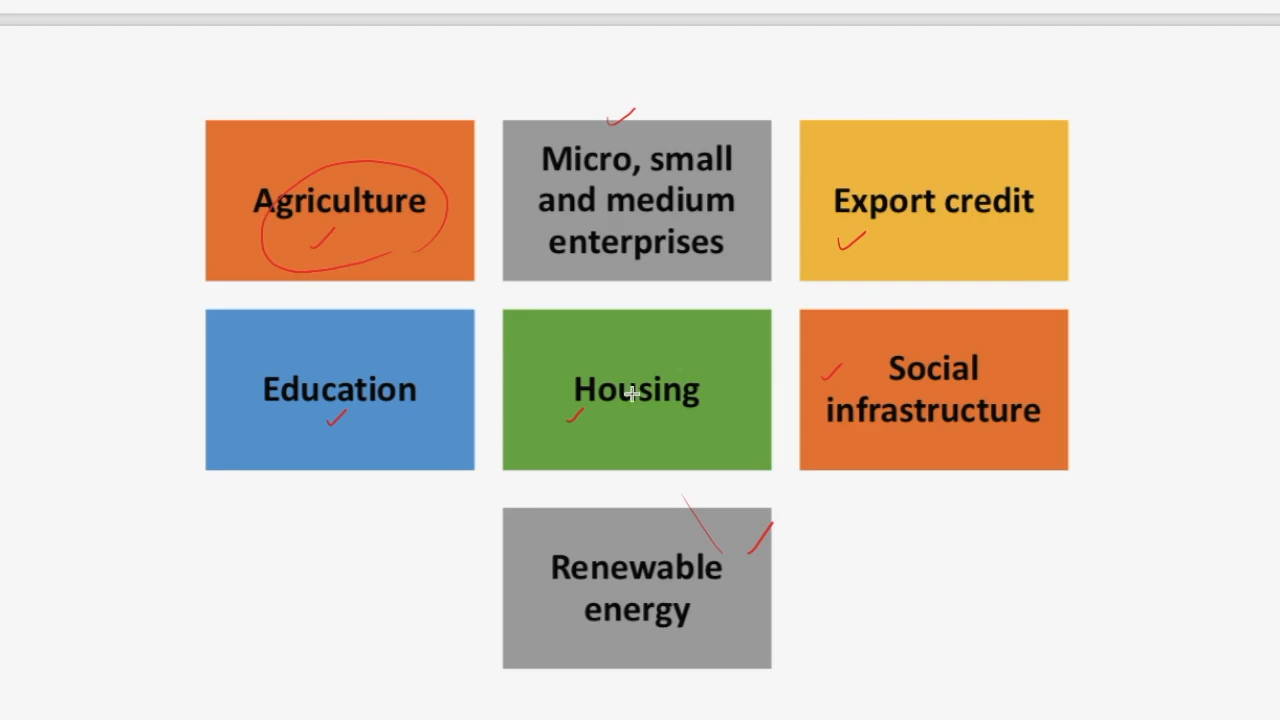 Agriculture
Micro, small
and medium
enterprises
Export credit
Education
Housing
Social
infrastructure
Renewable
energy